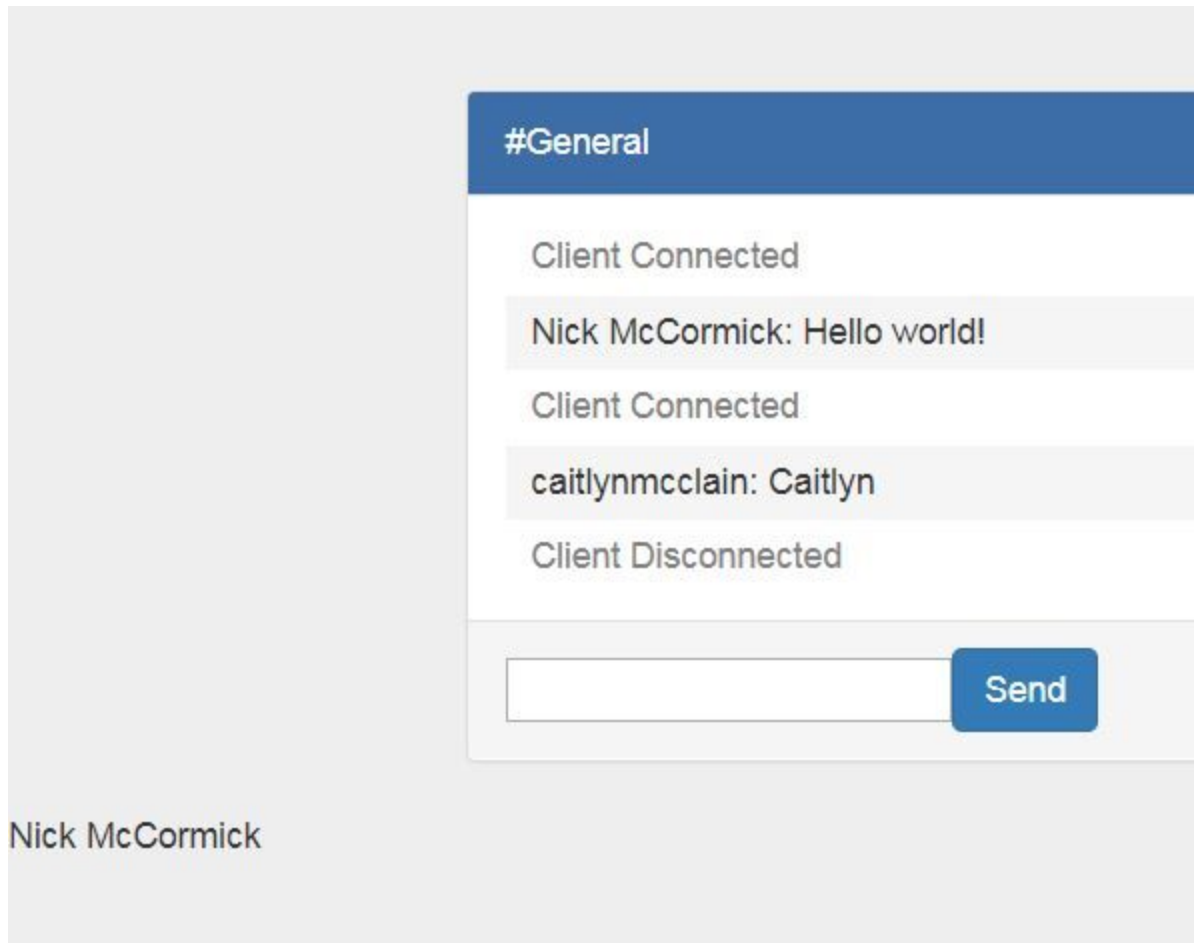 #General
Client Connected
Nick McCormick: Hello world!
Client Connected
caitlynmcclain: Caitlyn
Client Disconnected
Send
Nick McCormick